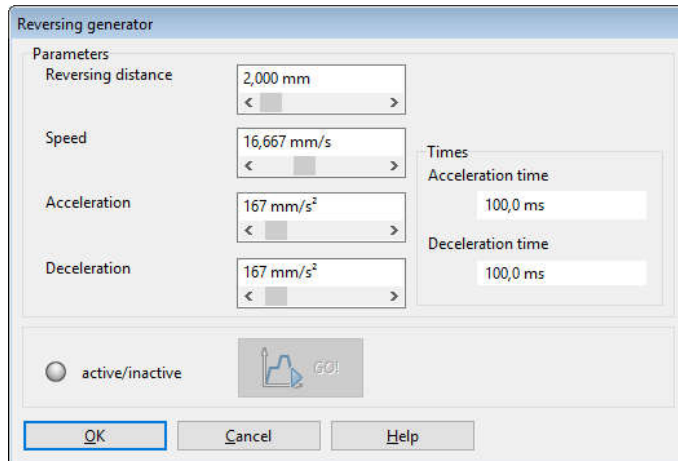 Reversing generator
Parameters
Reversing distance
2,000 mm
Speed
16,667 mm/s
Acceleration
167 mm/s²
Deceleration
167 mm/s²
Times
Acceleration time
100,0 ms
Deceleration time
100,0 ms
active/inactive
GO!
OK
Cancel
Help